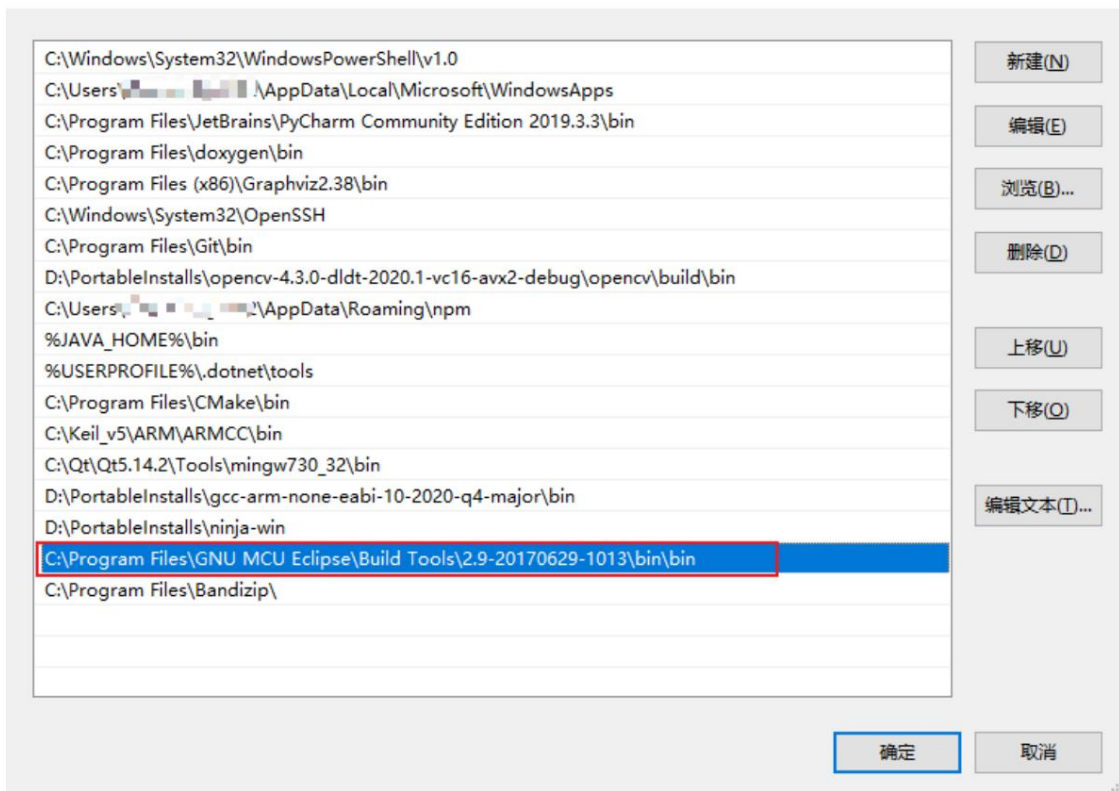 C:\Windows\System32\WindowsPowerShell\v1.0
C:\Users\ \AppData\Local\Microsoft\WindowsApps
C:\Program Files\JetBrains\PyCharm Community Edition 2019.3.3\bin
C:\Program Files\doxygen\bin
C:\Program Files (x86)\Graphviz2.38\bin
C:\Windows\System32\OpenSSH
C:\Program Files\Git\bin
D:\PortableInstalls\opencv-4.3.0-dldt-2020.1-vc16-avx2-debug\opencv\build\bin
C:\Users \AppData\Roaming\npm
%JAVA_HOME%\bin
%USERPROFILE%\.dotnet\tools
C:\Program Files\CMake\bin
C:\Keil_v5\ARM\ARMCC\bin
C:\Qt\Qt5.14.2\Tools\mingw730_32\bin
D:\PortableInstalls\gcc-arm-none-eabi-10-2020-q4-major\bin
D:\PortableInstalls\ninja-win
C:\Program Files\GNU MCU Eclipse\Build Tools\2.9-20170629-1013\bin\bin
C:\Program Files\Bandizip\
新建(N)
编辑(E)
浏览(B)...
删除(D)
上移(U)
下移(O)
编辑文本(T)...
确定
取消